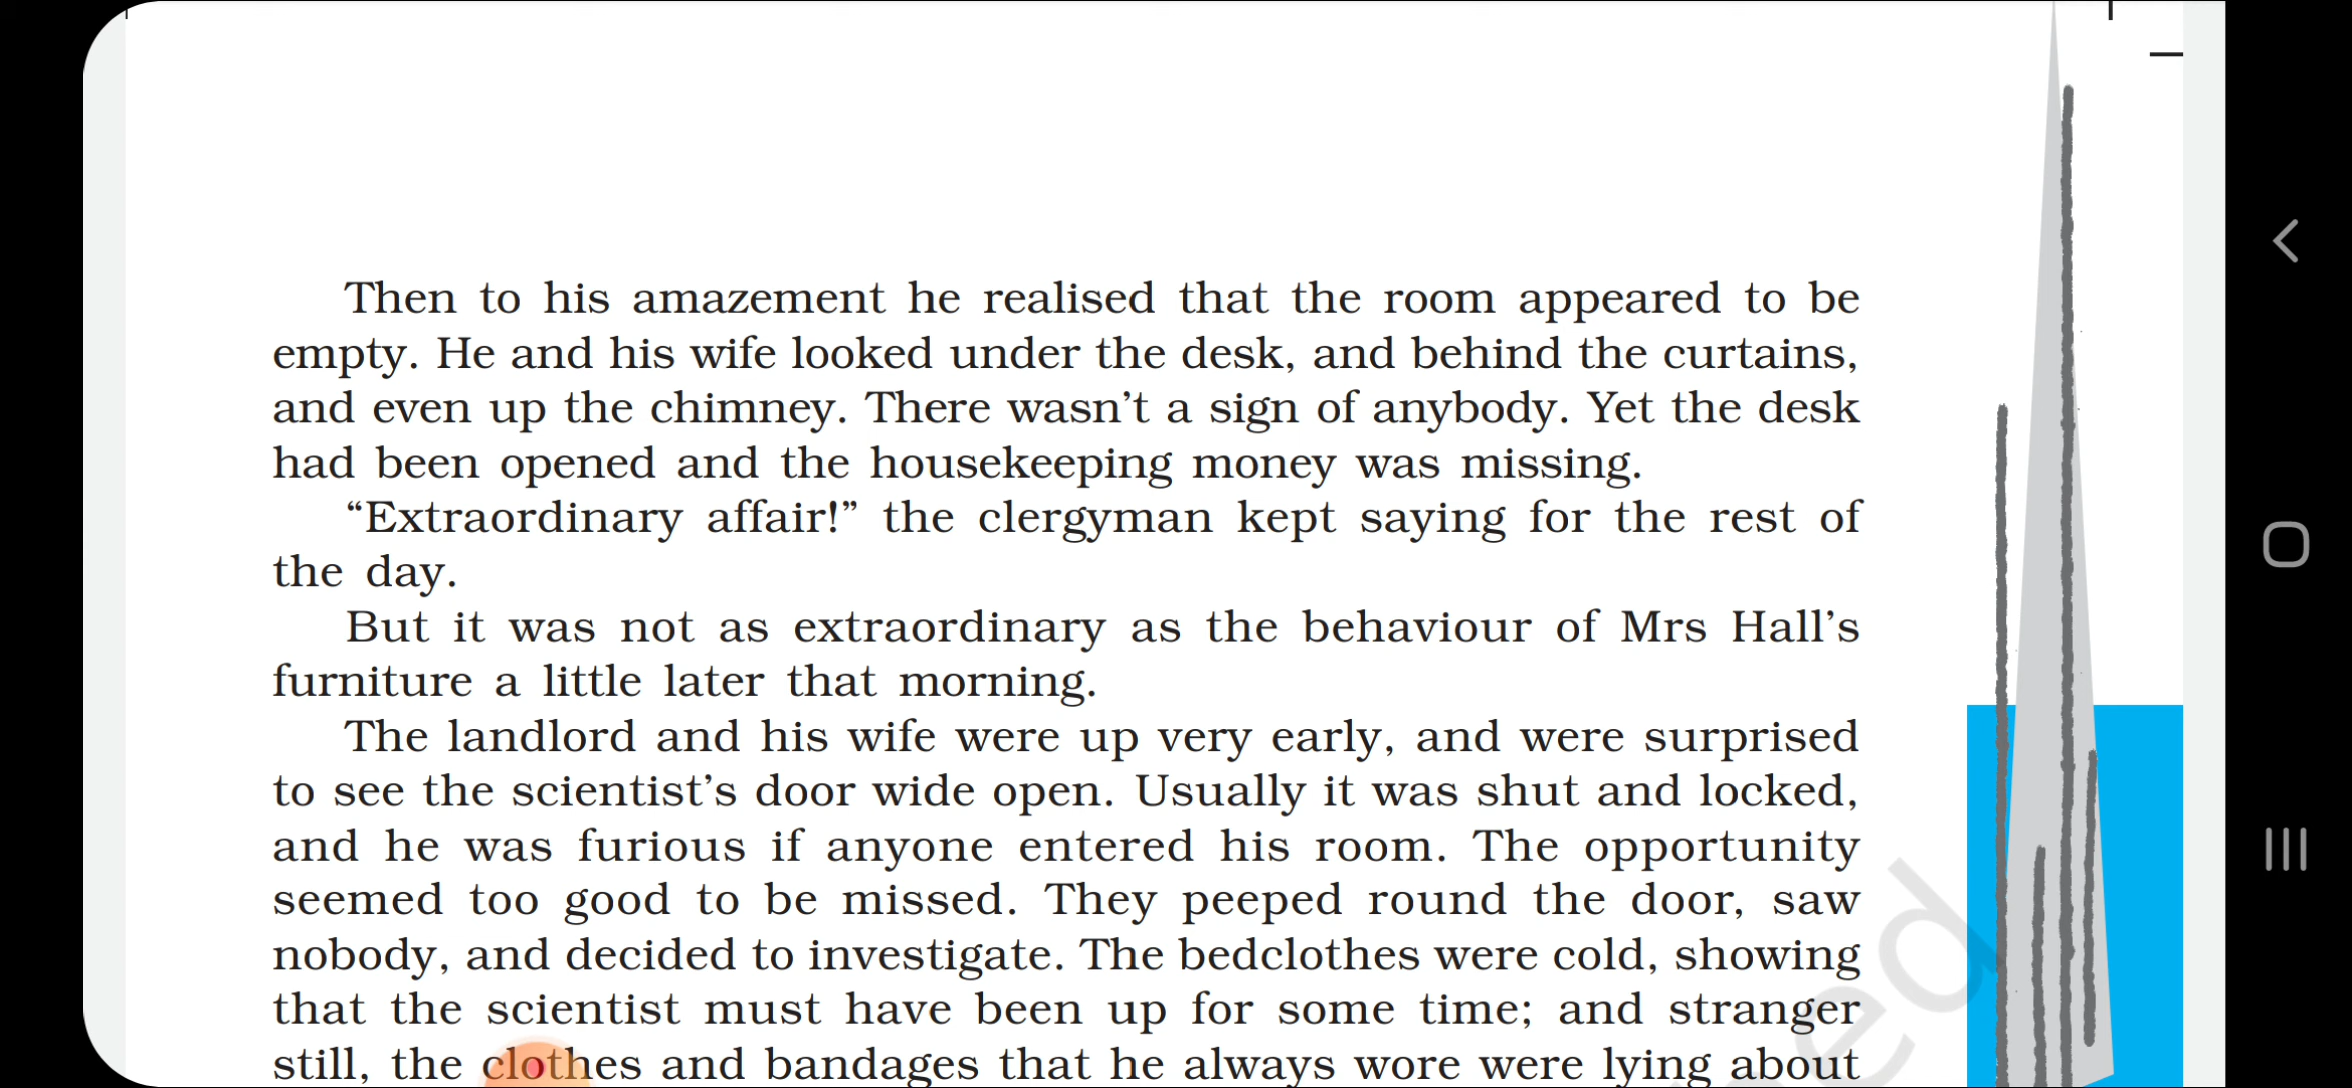 Then to his amazement he realised that the room appeared to be
empty. He and his wife looked under the desk, and behind the curtains,
and even up the chimney. There wasn’t a sign of anybody. Yet the desk
had been opened and the housekeeping money was missing.
“Extraordinary affair!” the clergyman kept saying for the rest of
the day.
But it was not as extraordinary as the behaviour of Mrs Hall’s
furniture a little later that morning.
The landlord and his wife were up very early, and were surprised
to see the scientist’s door wide open. Usually it was shut and locked,
and he was furious if anyone entered his room. The opportunity
seemed too good to be missed. They peeped round the door, saw
nobody, and decided to investigate. The bedclothes were cold, showing
that the scientist must have been up for some time; and stranger
still, the clothes and bandages that he always wore were lying about